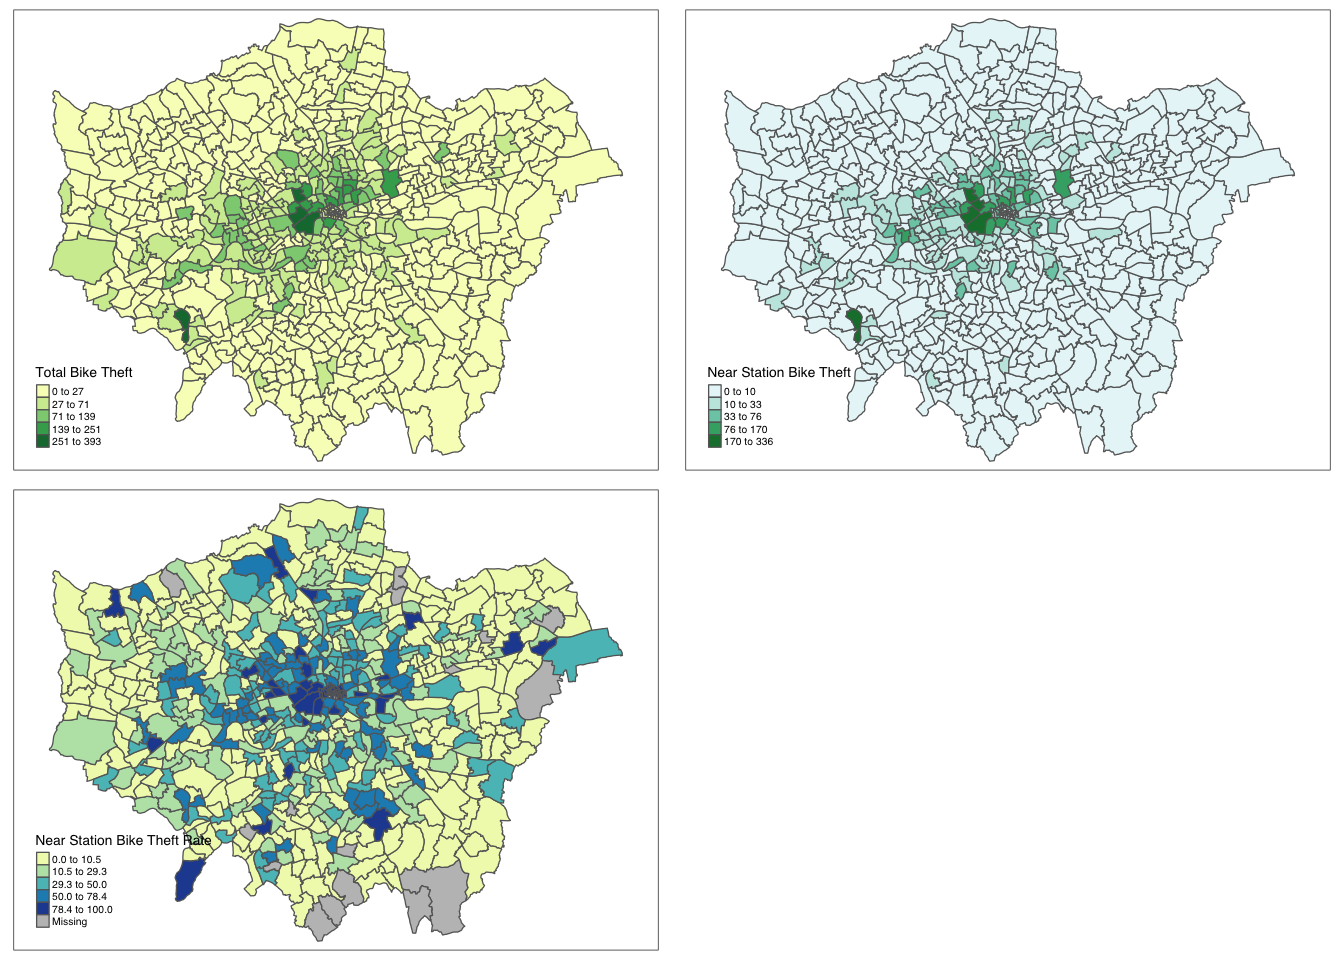 Total Bike Theft
0 to 27
27 to 71
71 to 139
139 to 251
251 to 393
Near Station Bike Theft
0 to 10
10 to 33
33 to 76
76 to 170
170 to 336
Near Station Bike Theft Rate
0.0 to 10.5
10.5 to 29.3
29.3 to 50.0
50.0 to 78.4
78.4 to 100.0
Missing